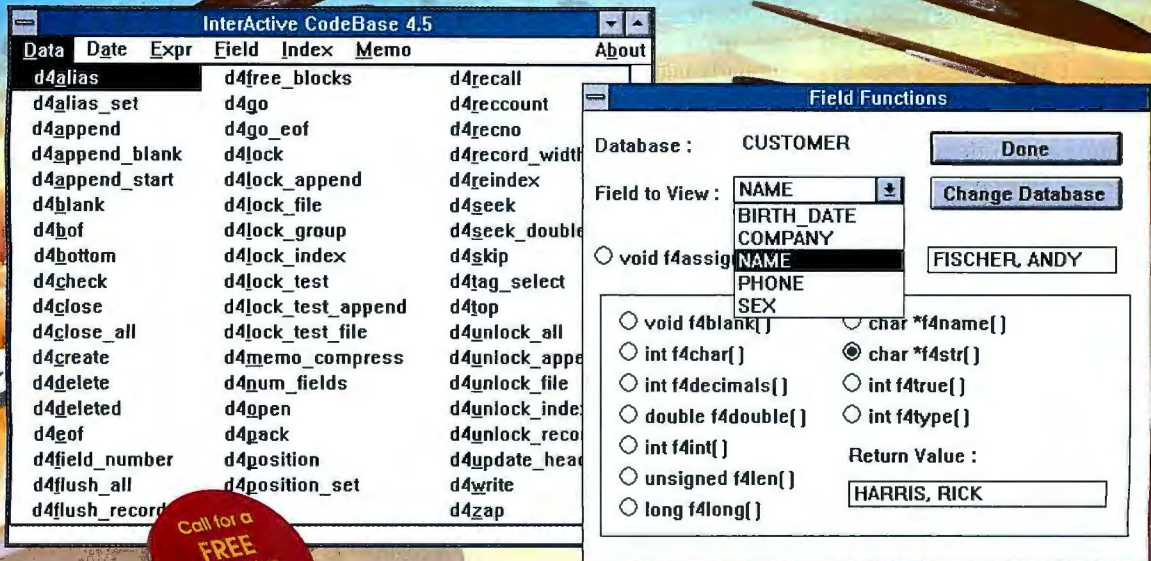 InterActive CodeBase 4.5
Data Date Expr Field Index Memo About
d4alias d4free_blocks d4recall
d4alias_set d4go d4reccount
d4append d4go_eof d4recno
d4append_blank d4lock d4record_width
d4append_start d4lock_append d4reindex
d4blank d4lock_file d4seek
d4bof d4lock_group d4seek_double
d4bottom d4lock_index d4skip
d4check d4lock_test d4tag_select
d4close d4lock_test_append d4top
d4close_all d4lock_test_file d4unlock_all
d4create d4memo_compress d4unlock_appe
d4delete d4num_fields d4unlock_file
d4deleted d4open d4unlock_inde
d4eof d4pack d4unlock_reco
d4field_number d4position d4update_head
d4flush_all d4position_set d4write
d4flush_record d4zap
Call for a
FREE
Field Functions
Database : CUSTOMER Done
Field to View : NAME Change Database
BIRTH_DATE
COMPANY
NAME
PHONE
SEX
void f4assig FISCHER, ANDY
void f4blank() char *f4name()
int f4char() char *f4str()
int f4decimals() int f4true()
double f4double() int f4type()
int f4int()
unsigned f4len() Return Value :
long f4long() HARRIS, RICK